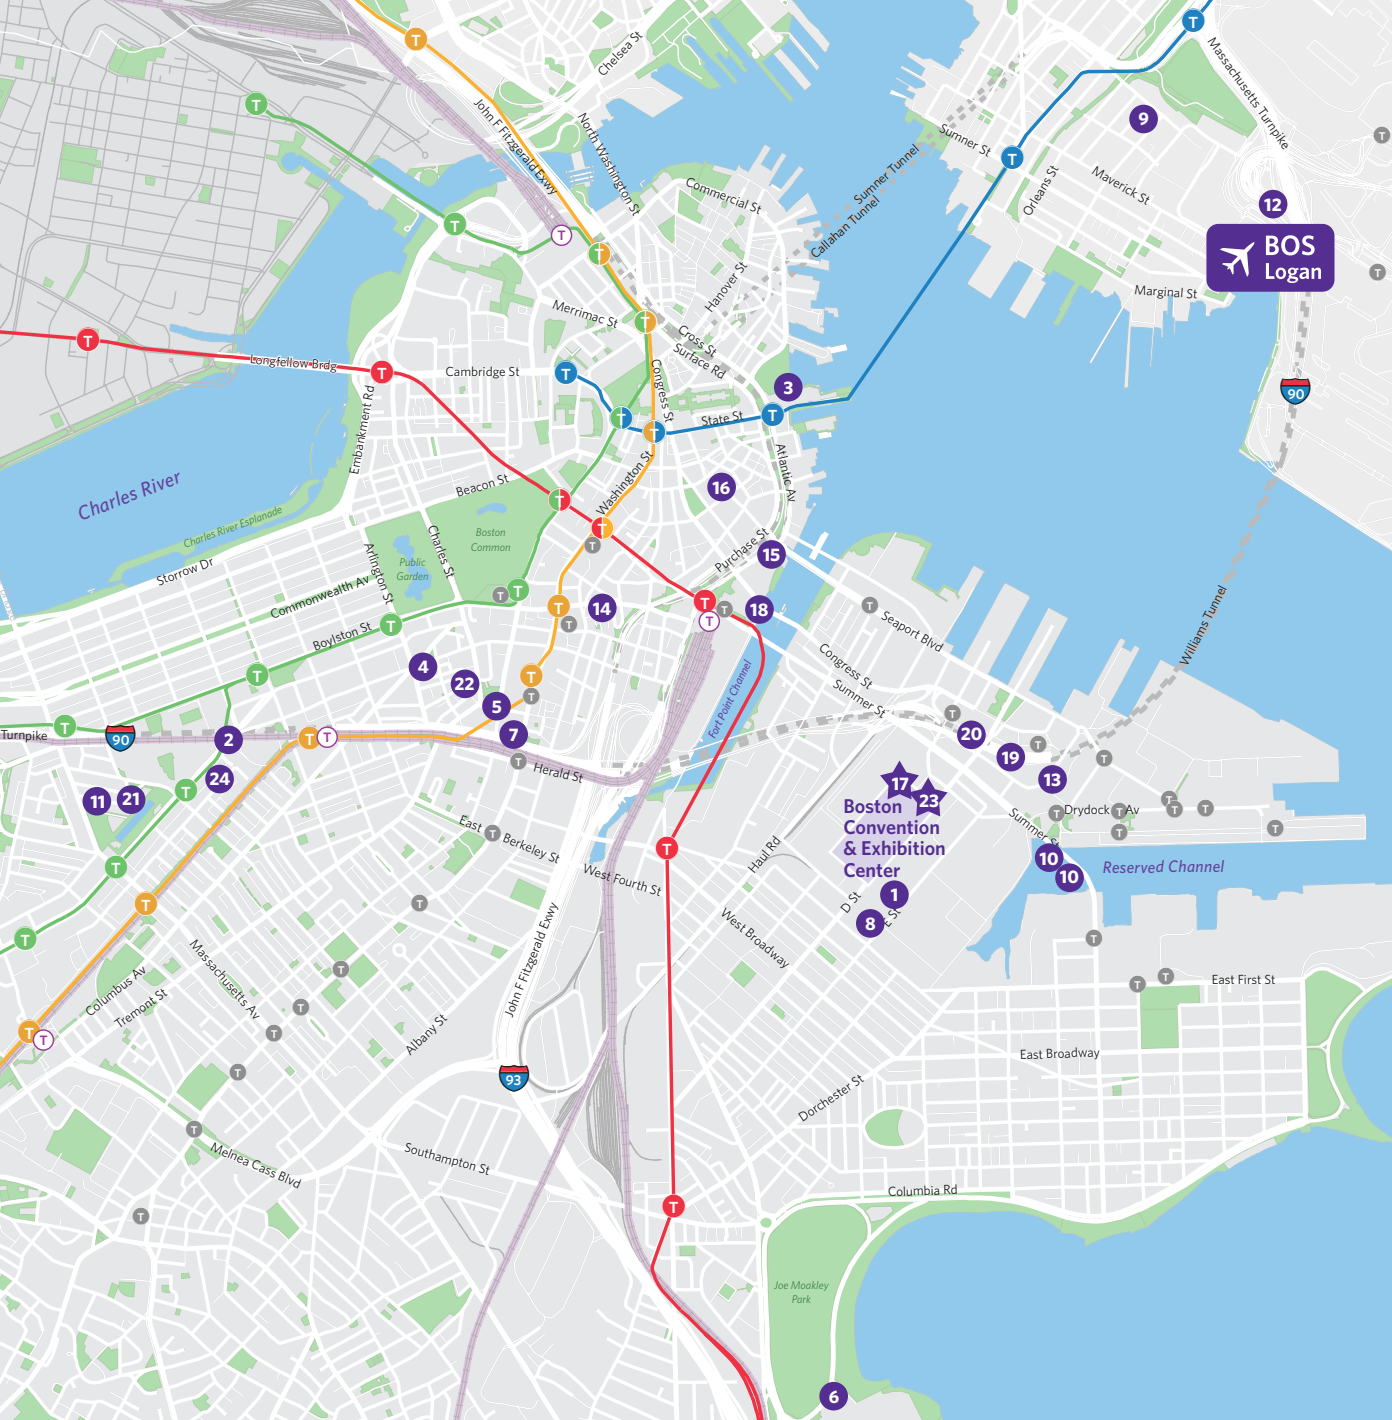 T
T
Chelsea St
Massachusetts Turnpike
John F Fitzgerald Exwy
North Washington St
T
9
T
Sumner St
T
Sumner Tunnel
Maverick St
Orleans St
Commercial St
12
T
T
T
Callahan Tunnel
BOS
Logan
T
Hanover St
Marginal St
Merrimac St
T
Cross St
Surface Rd
T
Longfellow Brdg
T
Cambridge St
T
Congress St
3
90
Embankment Rd
T
T
State St
T
Atlantic Av
Washington St
Charles River
Beacon St
16
T
Charles River Esplanade
Boston
Common
T
T
Charles St
Arlington St
Public
Garden
Purchase St
15
Storrow Dr
Commonwealth Av
T
T
T
14
T
T
T
T
18
T
T
Boylston St
T
Seaport Blvd
Williams Tunnel
4
22
T
T
T
Congress St
Summer St
Fort Point Channel
5
T
T
Turnpike
90
2
T
T
7
20
T
19
T
T
Herald St
24
T
11
21
17
23
13
Boston
Convention
& Exhibition
Center
T
Drydock Av
T
T
T
T
T
T
Summer St
East Berkeley St
T
T
Haul Rd
10
10
Reserved Channel
T
West Fourth St
1
D St
E St
8
T
T
T
West Broadway
John F Fitzgerald Exwy
T
Massachusetts Av
T
Columbus Av
Tremont St
T
T
T
East First St
T
T
T
Albany St
East Broadway
T
93
Dorchester St
T
Melnea Cass Blvd
Southampton St
T
Columbia Rd
T
Joe Moakley
Park
6